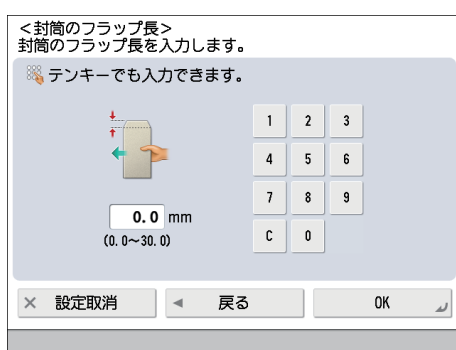 <封筒のフラップ長>
封筒のフラップ長を入力します。
テンキーでも入力できます。
1 2 3
4 5 6
7 8 9
C 0
0.0 mm
(0.0～30.0)
× 設定取消 ◀ 戻る OK